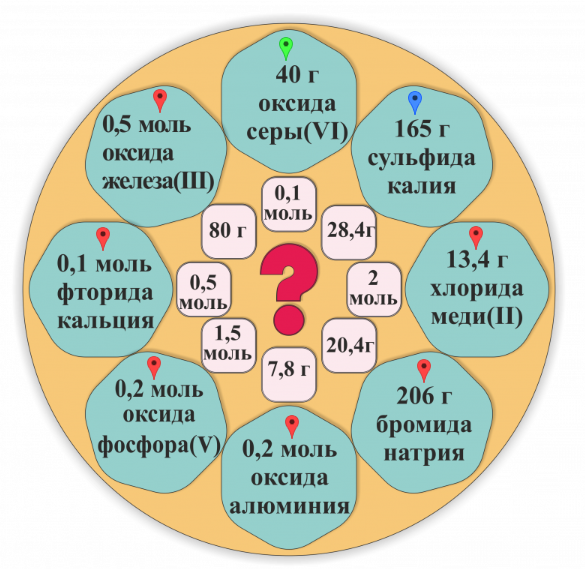 40 г
оксида
серы(VI)
165 г
сульфида
калия
13,4 г
хлорида
меди(II)
206 г
бромида
натрия
0,2 моль
оксида
алюминия
0,2 моль
оксида
фосфора(V)
0,1 моль
фторида
кальция
0,5 моль
оксида
железа(III)
0,1
моль
28,4г
2
моль
20,4г
7,8 г
1,5
моль
0,5
моль
80 г
?